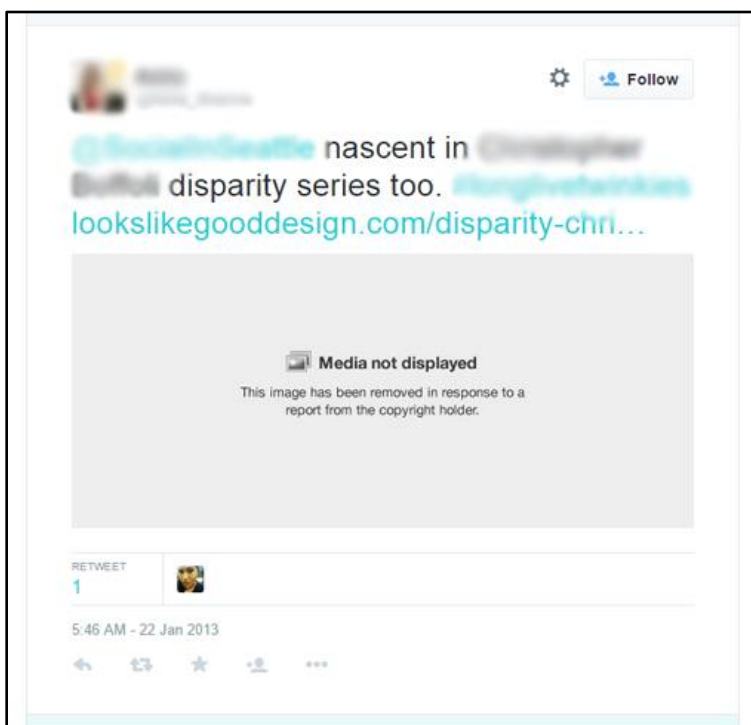 Follow
nascent in
disparity series too.
lookslikegooddesign.com/disparity-chri…
Media not displayed
This image has been removed in response to a
report from the copyright holder.
RETWEET
1
5:46 AM - 22 Jan 2013